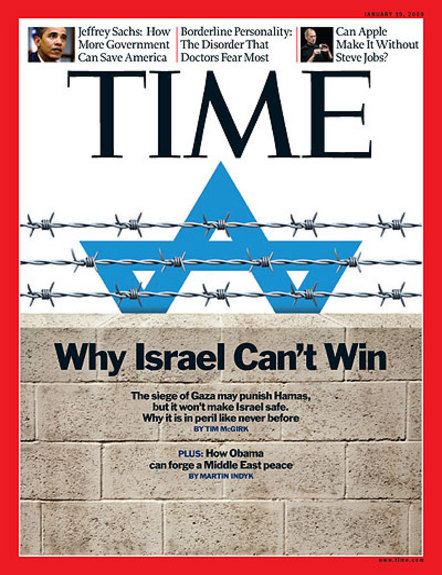 JANUARY 19, 2009
Jeffrey Sachs: How
More Government
Can Save America
Borderline Personality:
The Disorder That
Doctors Fear Most
Can Apple
Make It Without
Steve Jobs?
TIME
Why Israel Can't Win
The siege of Gaza may punish Hamas,
but it won't make Israel safe.
Why it is in peril like never before
BY TIM McGIRK
PLUS: How Obama
can forge a Middle East peace
BY MARTIN INDYK
www.time.com